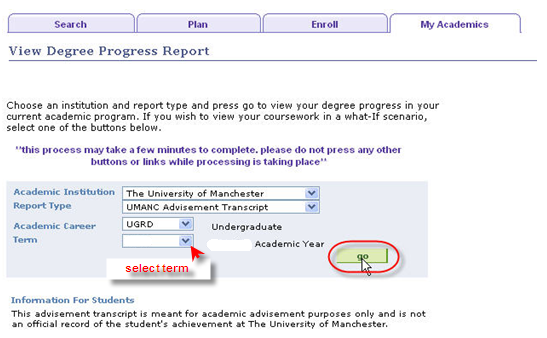 Search Plan Enroll My Academics
View Degree Progress Report
Choose an institution and report type and press go to view your degree progress in your
current academic program. If you wish to view your coursework in a what-If scenario,
select one of the buttons below.
"this process may take a few minutes to complete, please do not press any other
buttons or links while processing is taking place"
Academic Institution The University of Manchester
Report Type UMANC Advisement Transcript
Academic Career UGRD Undergraduate
Term Academic Year
go
select term
Information For Students
This advisement transcript is meant for academic advisement purposes only and is not
an official record of the student's achievement at The University of Manchester.